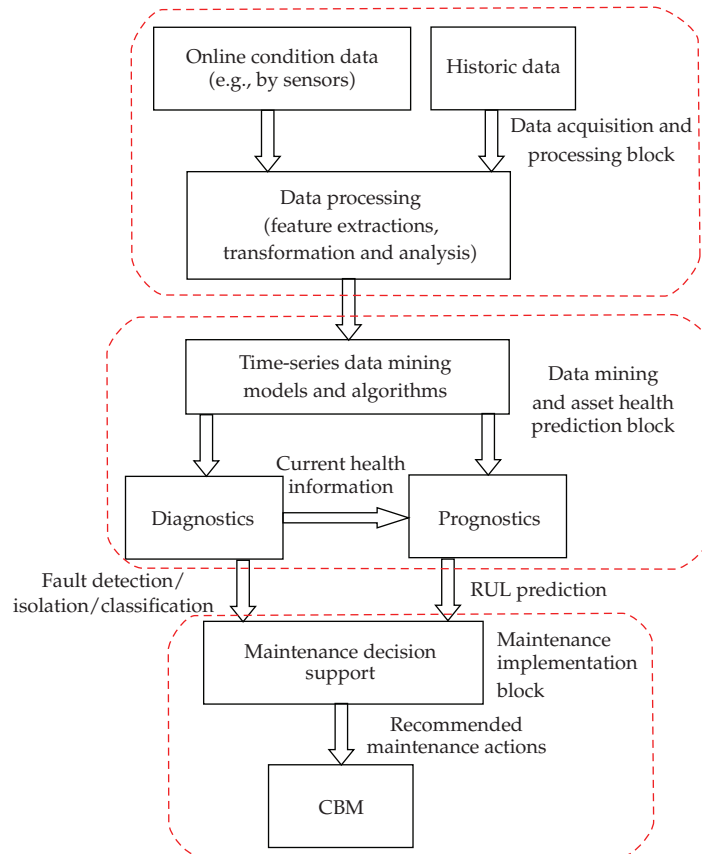 Online condition data
(e.g., by sensors)
Historic data
Data acquisition and
processing block
Data processing
(feature extractions,
transformation and analysis)
Time-series data mining
models and algorithms
Data mining
and asset health
prediction block
Current health
information
Diagnostics
Prognostics
Fault detection/
isolation/classification
RUL prediction
Maintenance decision
support
Maintenance
implementation
block
Recommended
maintenance actions
CBM